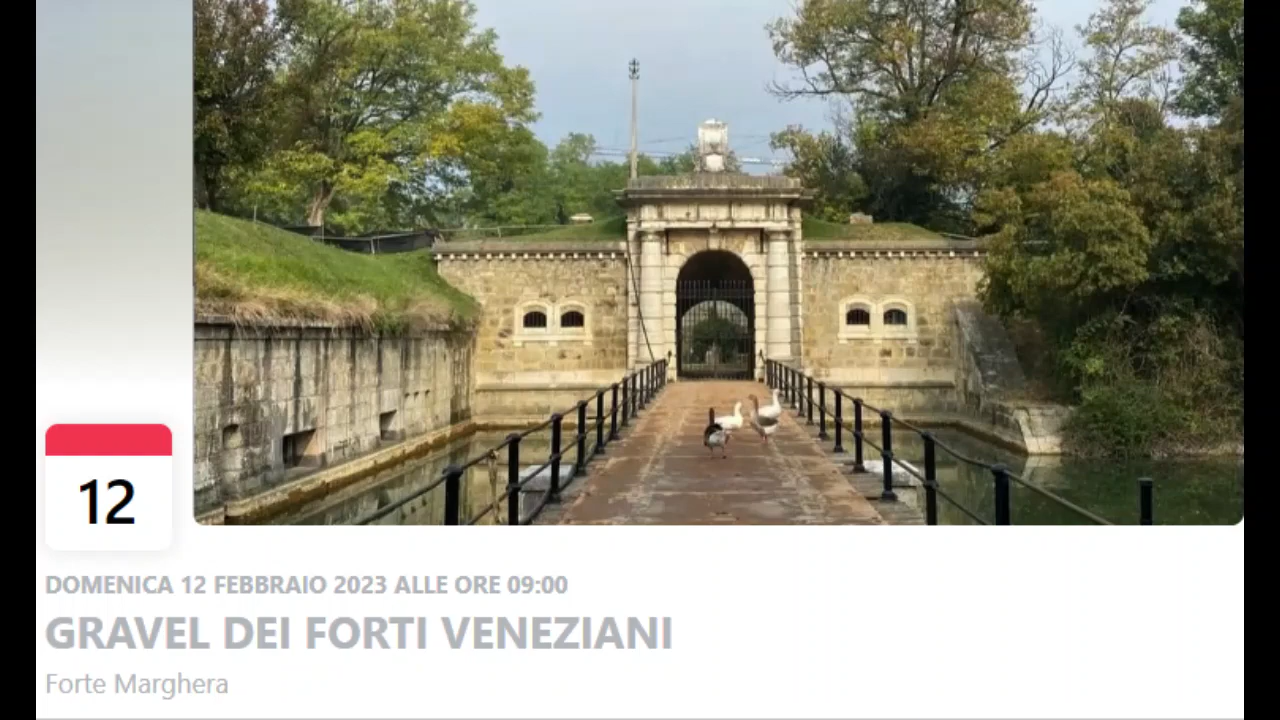 12
DOMENICA 12 FEBBRAIO 2023 ALLE ORE 09:00
GRAVEL DEI FORTI VENEZIANI
Forte Marghera